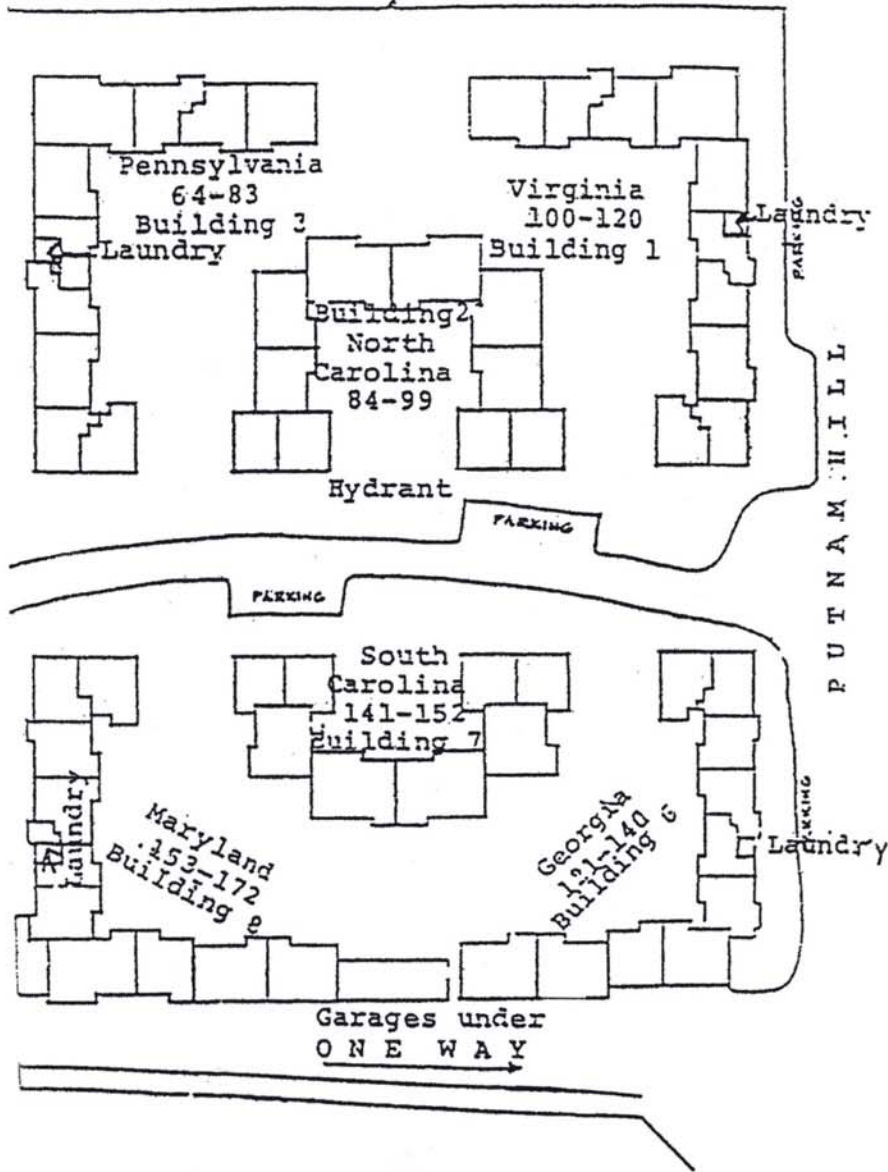 Pennsylvania
64-83
Building 3
Laundry
Virginia
100-120
Building 1
Laundry
PARKING
Building2
North
Carolina
84-99
Hydrant
PARKING
PARKING
PUTNAM HILL
South
Carolina
141-152
Building 7
Laundry
Maryland
153-172
Building 8
Georgia
121-140
Building 6
PARKING
Laundry
Garages under
ONE WAY